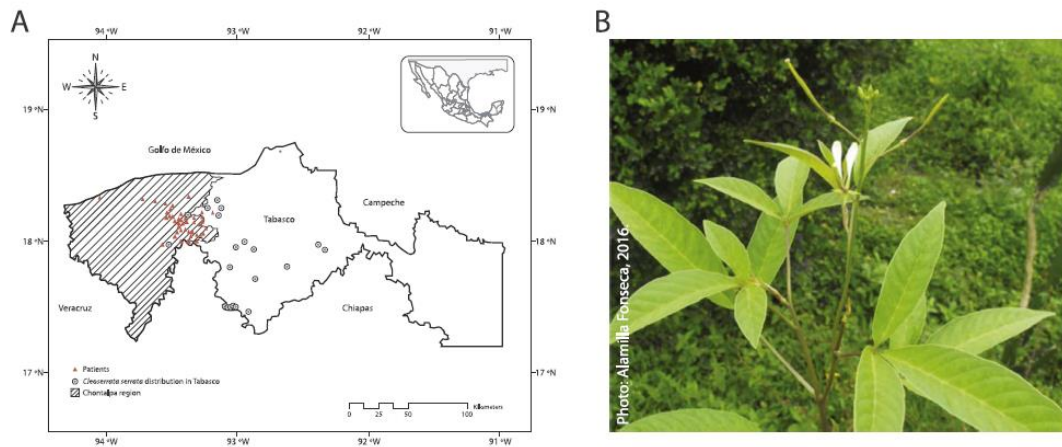 A
B
94 °W
93 °W
92 °W
91 °W
N
W
E
S
19 °N
19 °N
Golfo de México
Tabasco
Campeche
18 °N
18 °N
Veracruz
Chiapas
17 °N
17 °N
Patients
Cleoserrata serrata distribution in Tabasco
Chontalpa region
Kilometers
0 25 50 100
94 °W
93 °W
92 °W
91 °W
Photo: Alamilla Fonseca, 2016